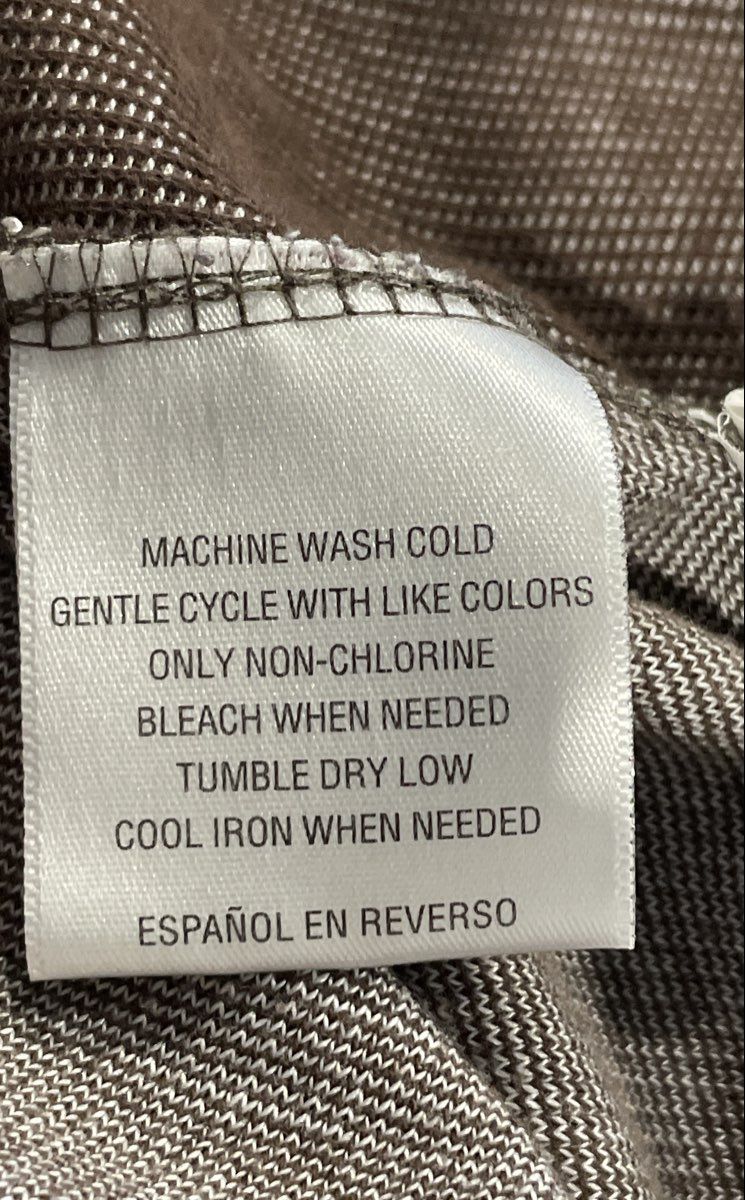 MACHINE WASH COLD
GENTLE CYCLE WITH LIKE COLORS
ONLY NON-CHLORINE
BLEACH WHEN NEEDED
TUMBLE DRY LOW
COOL IRON WHEN NEEDED
ESPAÑOL EN REVERSO